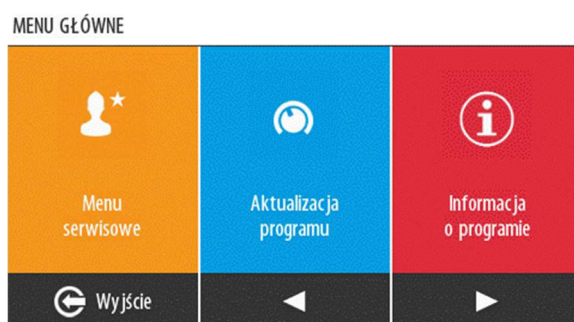 MENU GŁÓWNE
Menu
serwisowe
Aktualizacja
programu
Informacja
o programie
Wyjście